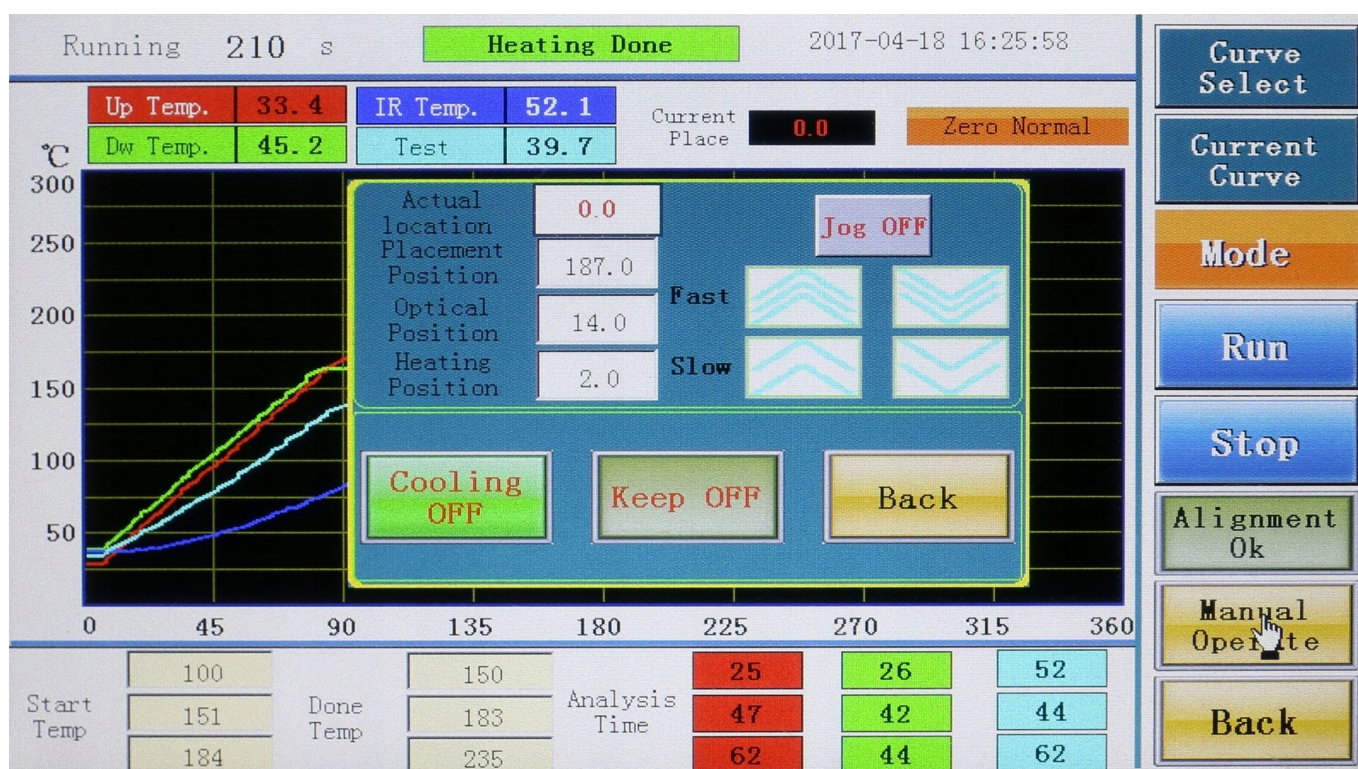 Running 210 s Heating Done 2017-04-18 16:25:58
Up Temp. 33.4 IR Temp. 52.1
Dw Temp. 45.2 Test 39.7
Current
Place 0.0 Zero Normal
℃
300
250
200
150
100
50
0 45 90 135 180 225 270 315 360
Actual
location 0.0
Placement
Position 187.0
Optical
Position 14.0
Heating
Position 2.0
Jog OFF
Fast
Slow
Cooling
OFF
Keep OFF
Back
Start
Temp
100
151
184
Done
Temp
150
183
235
Analysis
Time
25 26 52
47 42 44
62 44 62
Curve
Select
Current
Curve
Mode
Run
Stop
Alignment
Ok
Manual
Operate
Back